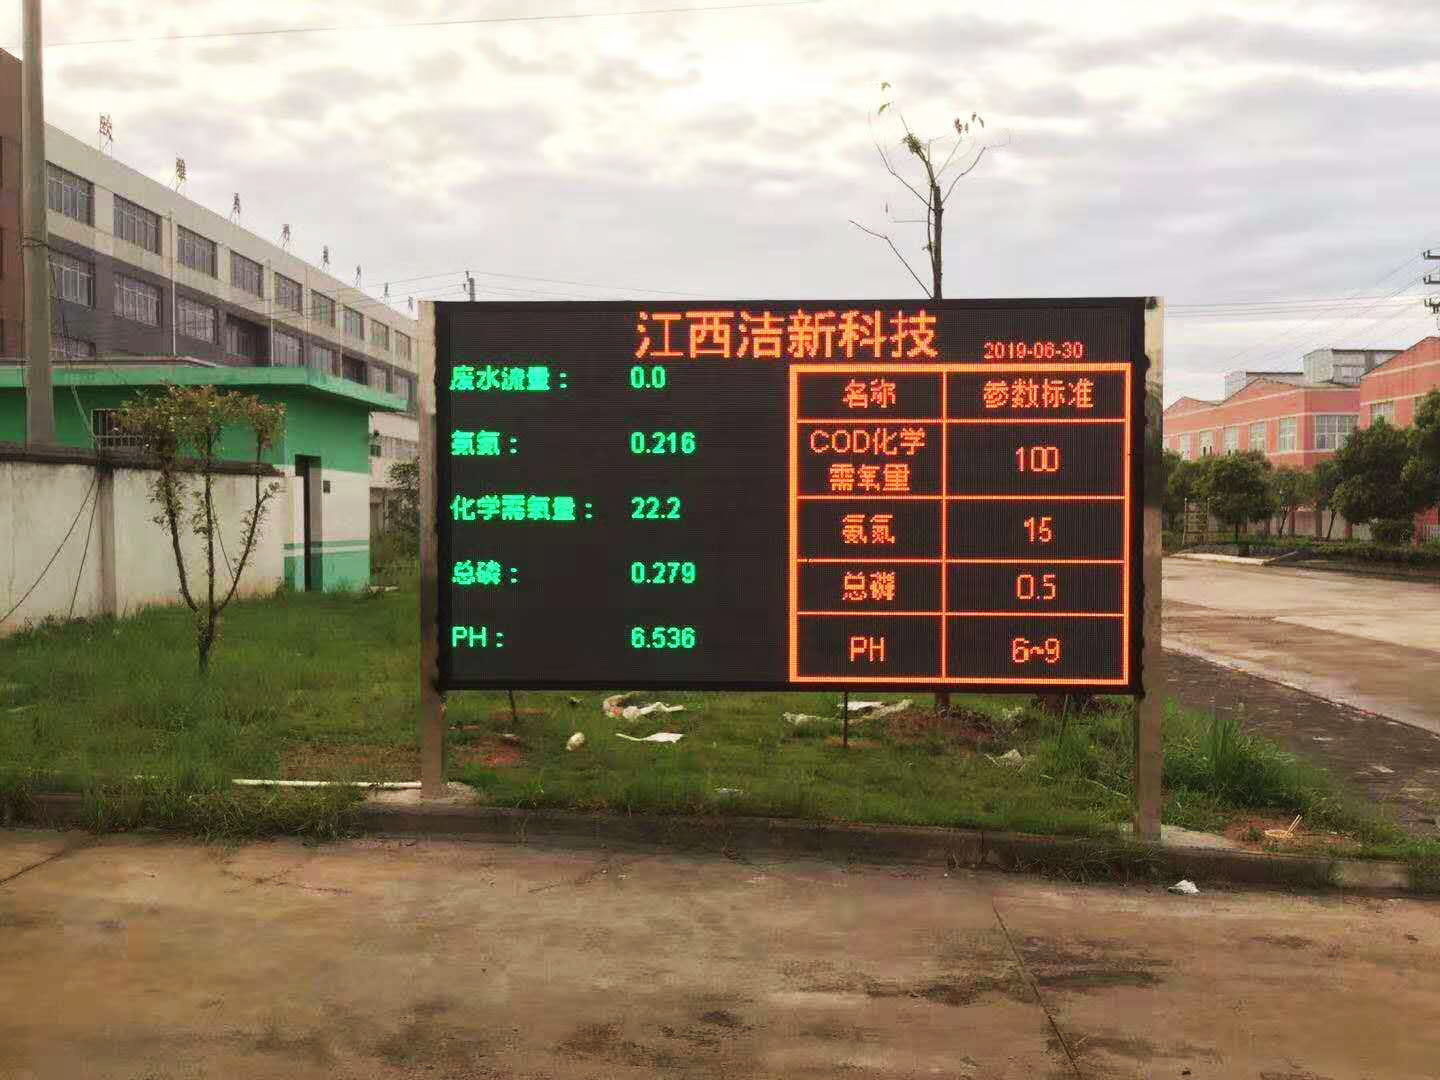 江西洁新科技
2019-06-30
废水流量： 0.0
氨氮： 0.216
化学需氧量： 22.2
总磷： 0.279
PH： 6.536
名称 参数标准
COD化学
需氧量 100
氨氮 15
总磷 0.5
PH 6~9